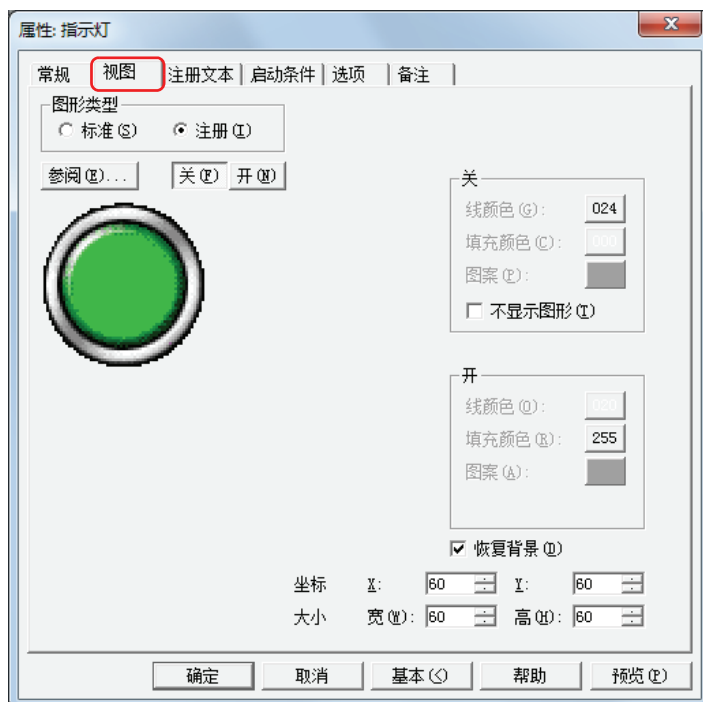 属性: 指示灯
常规 视图 注册文本 启动条件 选项 备注
图形类型
标准(S) 注册(I)
参阅(E)... 关(F) 开(N)
关
线颜色(G): 024
填充颜色(C): 000
图案(P):
不显示图形(T)
开
线颜色(O): 020
填充颜色(R): 255
图案(A):
恢复背景(D)
坐标 X: 60 Y: 60
大小 宽(W): 60 高(H): 60
确定 取消 基本(<) 帮助 预览(P)